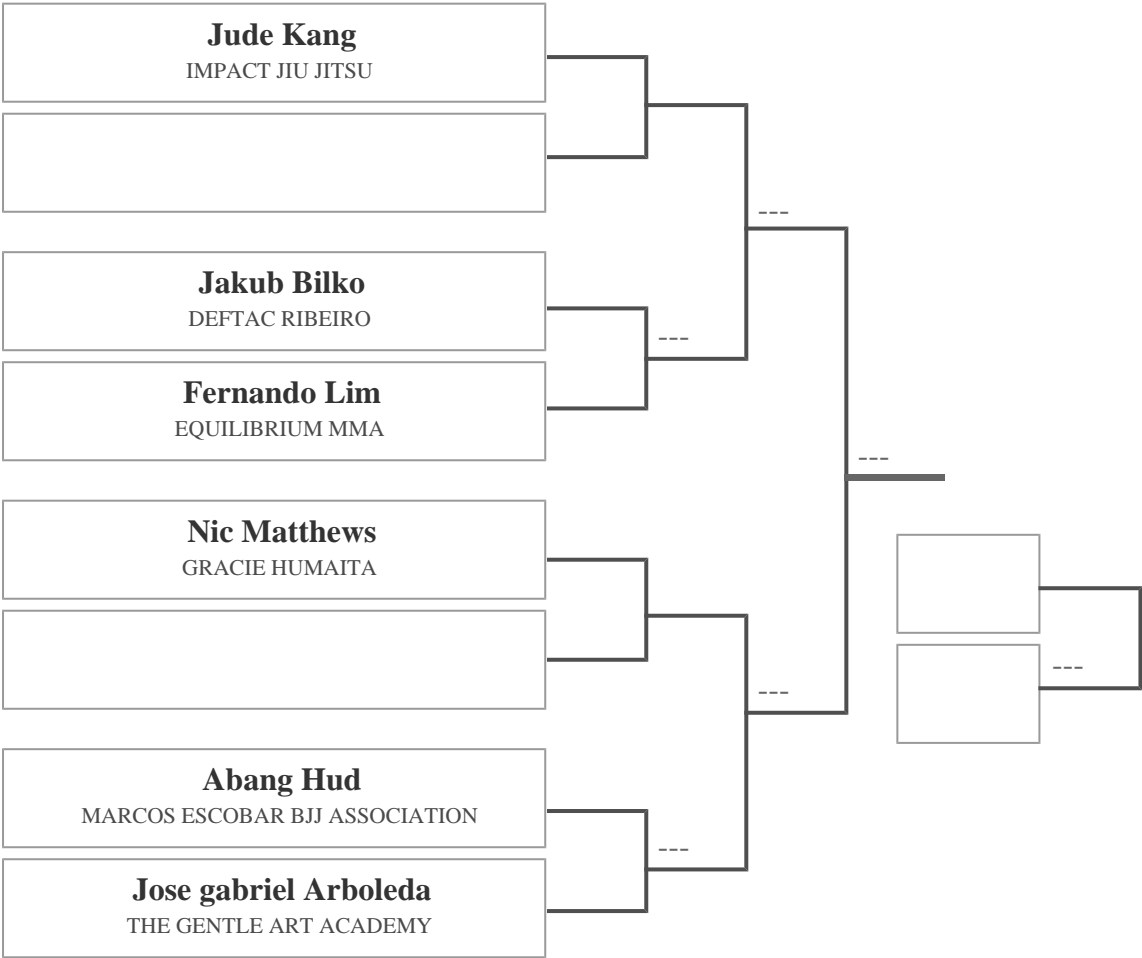 Jude Kang
IMPACT JIU JITSU
---
Jakub Bilko
DEFTAC RIBEIRO
---
Fernando Lim
EQUILIBRIUM MMA
---
Nic Matthews
GRACIE HUMAITA
---
---
Abang Hud
MARCOS ESCOBAR BJJ ASSOCIATION
---
Jose gabriel Arboleda
THE GENTLE ART ACADEMY